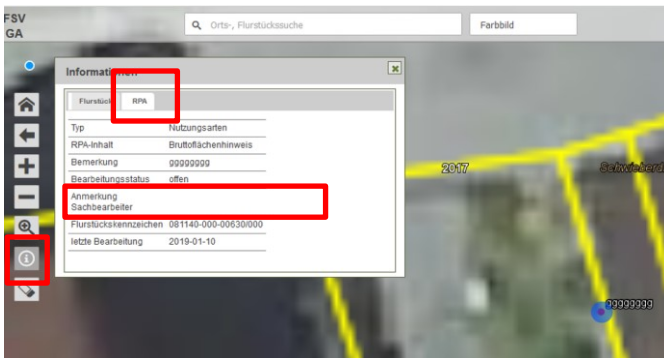 FSV
GA
Orts-, Flurstückssuche
Farbbild
Informationen
Flurstück RPA
Typ Nutzungsarten
RPA-Inhalt Bruttoflächenhinweis
Bemerkung gggggggg
Bearbeitungsstatus offen
Anmerkung
Sachbearbeiter
Flurstückskennzeichen 081140-000-00630/000
letzte Bearbeitung 2019-01-10
2017
gggggggg